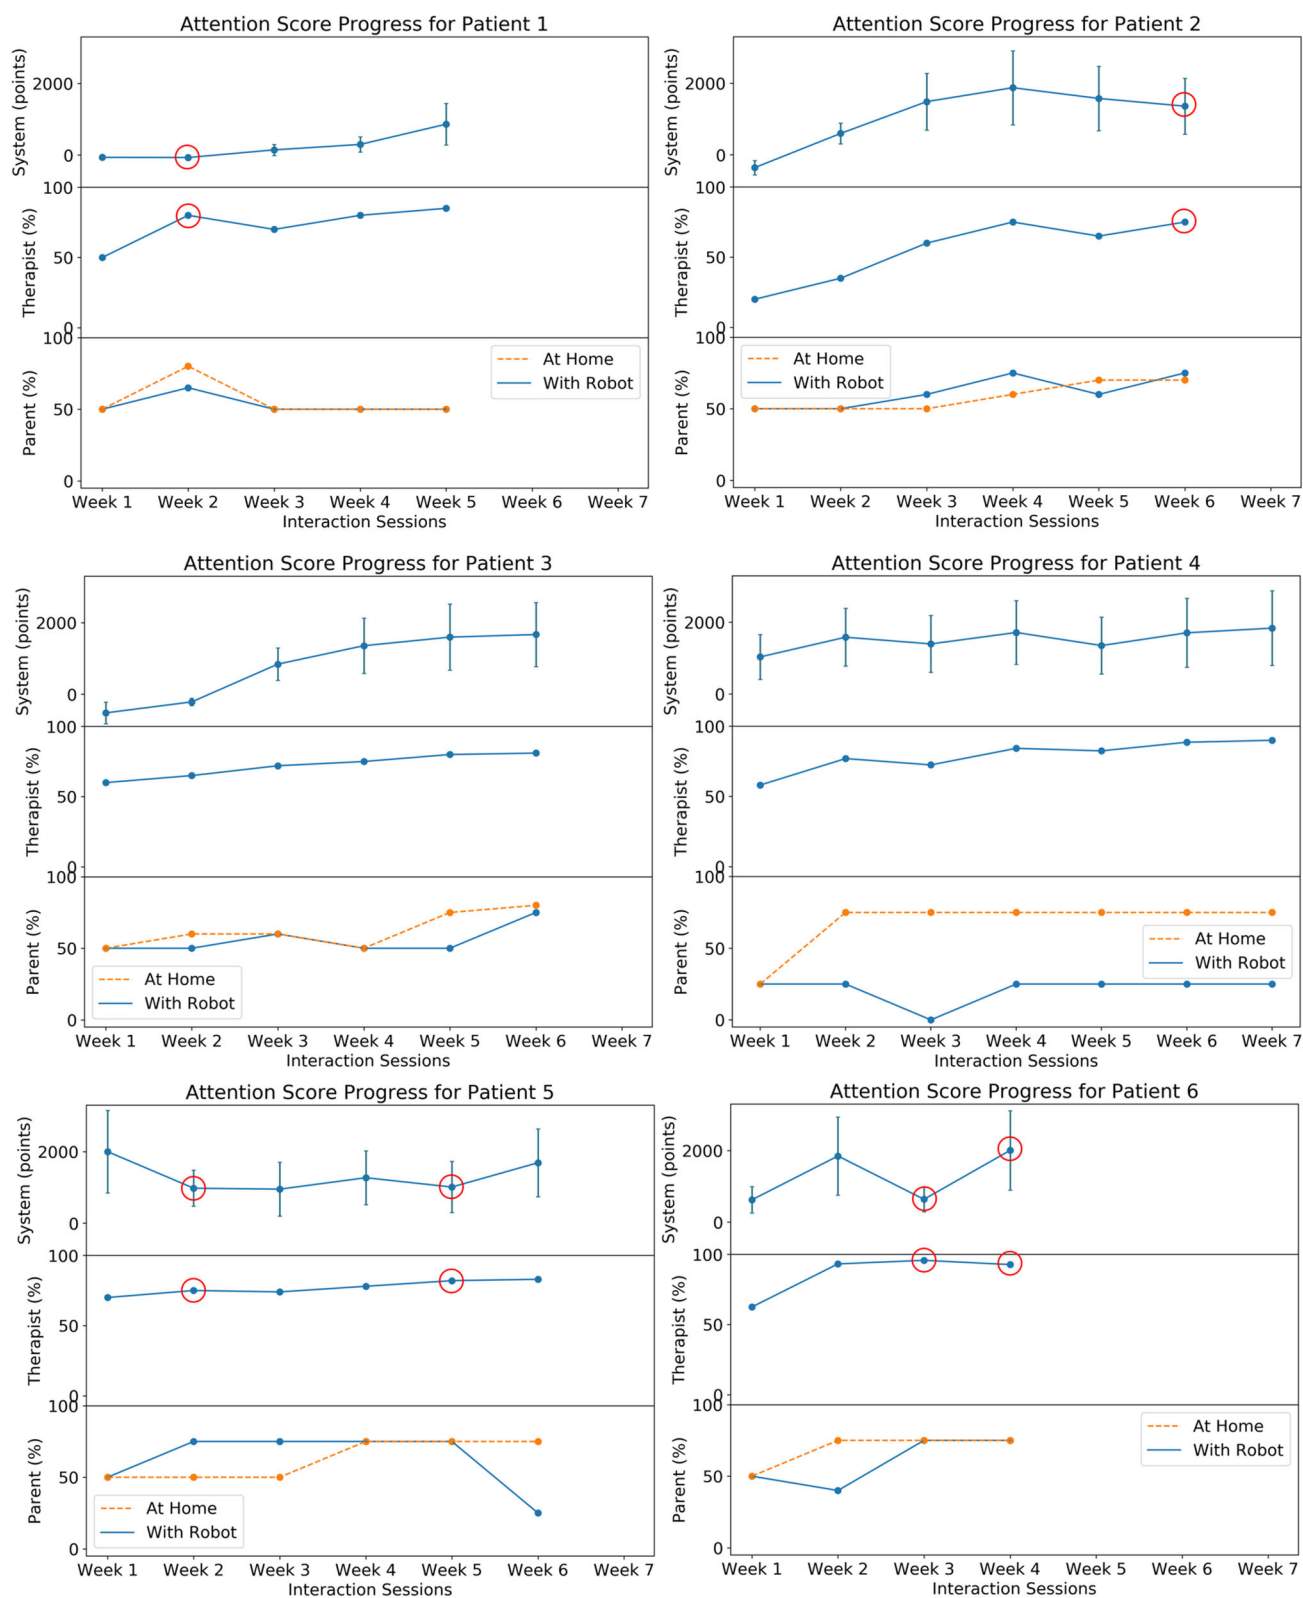 Attention Score Progress for Patient 1
System (points)
2000
0
Therapist (%)
100
50
0
Parent (%)
100
50
0
At Home
With Robot
Week 1 Week 2 Week 3 Week 4 Week 5 Week 6 Week 7
Interaction Sessions
Attention Score Progress for Patient 2
System (points)
2000
0
Therapist (%)
100
50
0
Parent (%)
100
50
0
At Home
With Robot
Week 1 Week 2 Week 3 Week 4 Week 5 Week 6 Week 7
Interaction Sessions
Attention Score Progress for Patient 3
System (points)
2000
0
Therapist (%)
100
50
0
Parent (%)
100
50
0
At Home
With Robot
Week 1 Week 2 Week 3 Week 4 Week 5 Week 6 Week 7
Interaction Sessions
Attention Score Progress for Patient 4
System (points)
2000
0
Therapist (%)
100
50
0
Parent (%)
100
50
0
At Home
With Robot
Week 1 Week 2 Week 3 Week 4 Week 5 Week 6 Week 7
Interaction Sessions
Attention Score Progress for Patient 5
System (points)
2000
0
Therapist (%)
100
50
0
Parent (%)
100
50
0
At Home
With Robot
Week 1 Week 2 Week 3 Week 4 Week 5 Week 6 Week 7
Interaction Sessions
Attention Score Progress for Patient 6
System (points)
2000
0
Therapist (%)
100
50
0
Parent (%)
100
50
0
At Home
With Robot
Week 1 Week 2 Week 3 Week 4 Week 5 Week 6 Week 7
Interaction Sessions